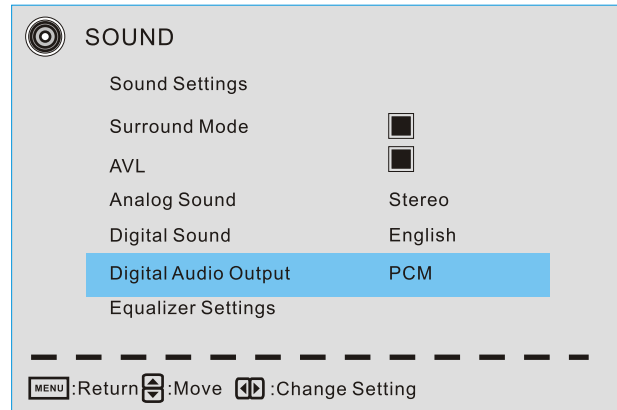 SOUND
Sound Settings
Surround Mode
AVL
Analog Sound Stereo
Digital Sound English
Digital Audio Output PCM
Equalizer Settings
MENU :Return :Move :Change Setting